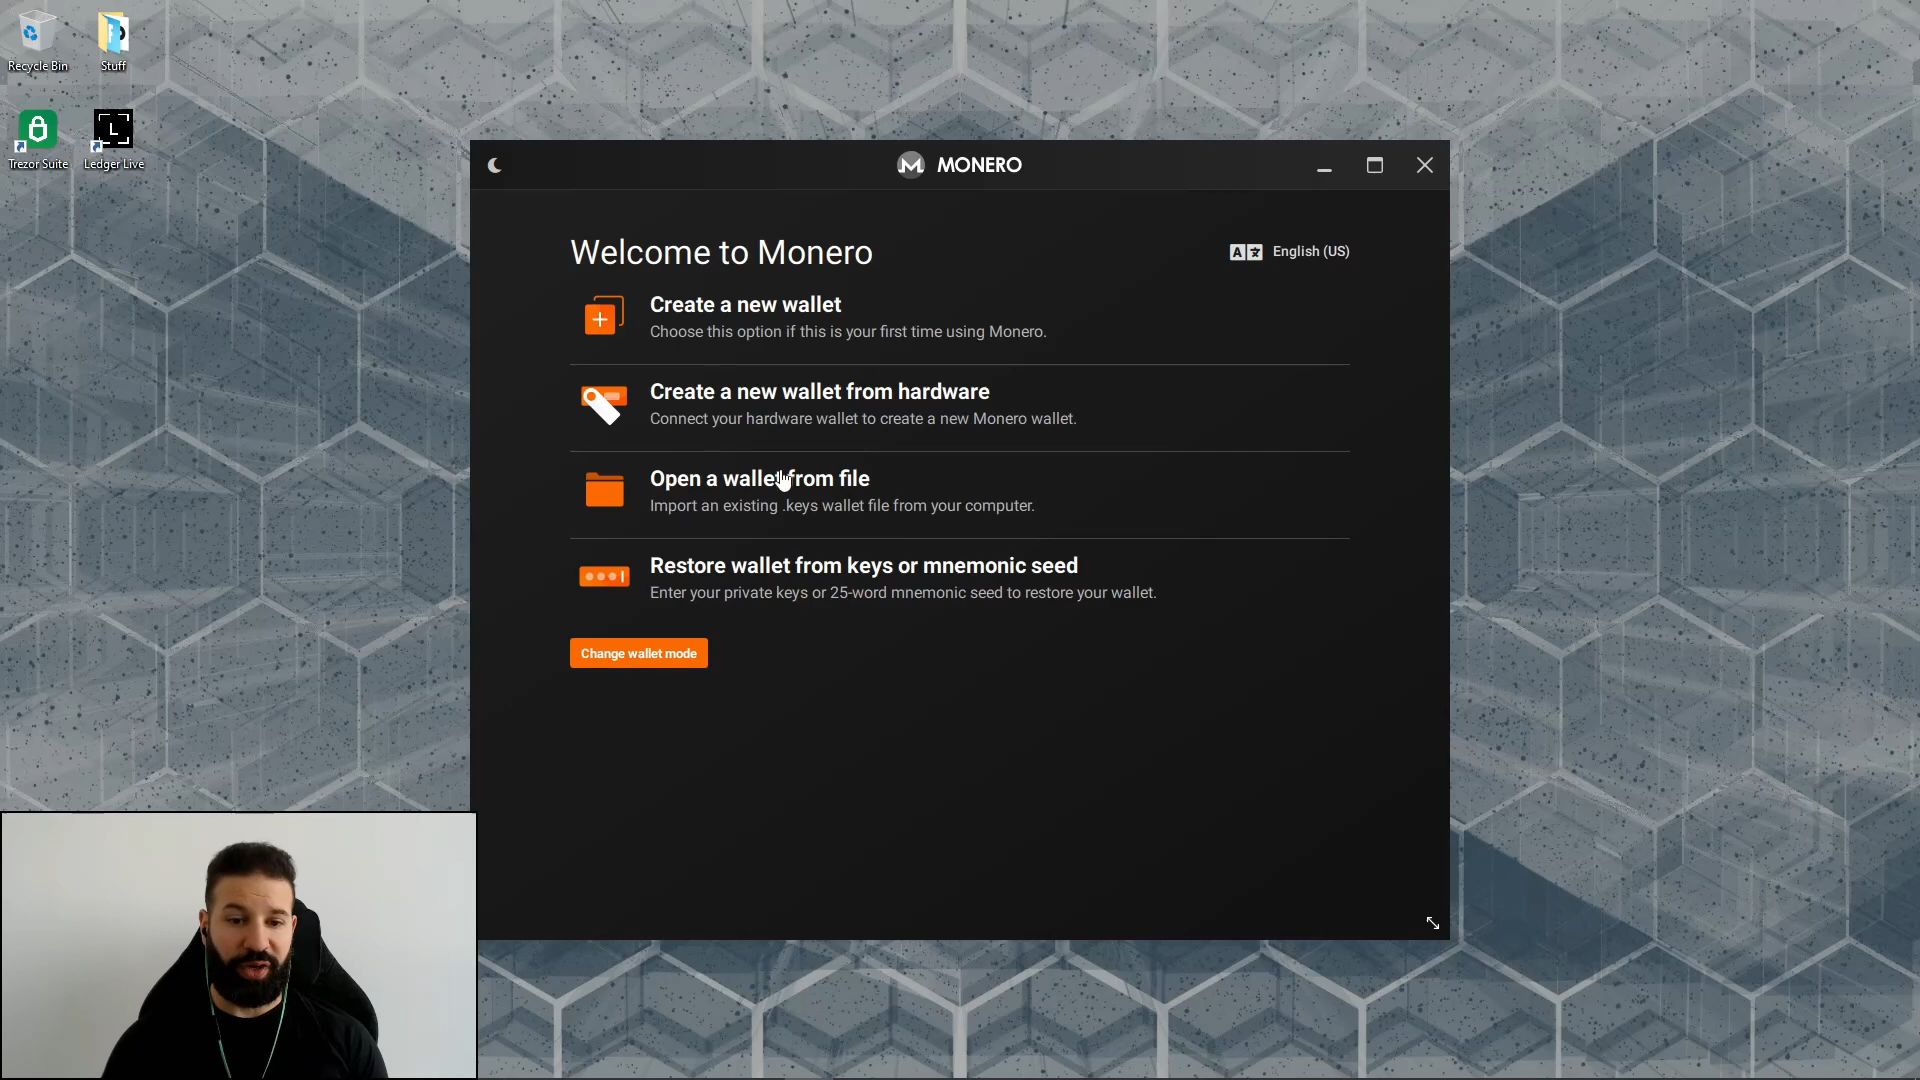 Recycle Bin
Stuff
Trezor Suite
L
Ledger Live
MONERO
Welcome to Monero
A文 English (US)
Create a new wallet
Choose this option if this is your first time using Monero.
Create a new wallet from hardware
Connect your hardware wallet to create a new Monero wallet.
Open a wallet from file
Import an existing .keys wallet file from your computer.
Restore wallet from keys or mnemonic seed
Enter your private keys or 25-word mnemonic seed to restore your wallet.
Change wallet mode